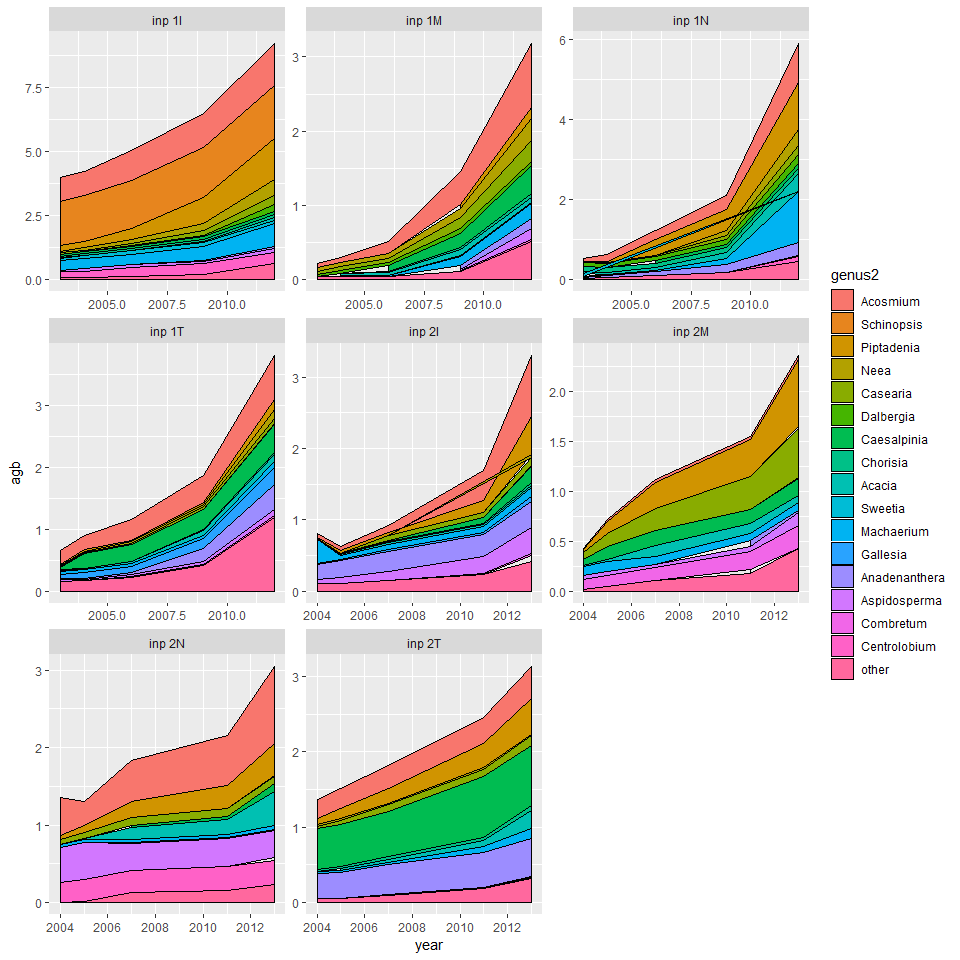 inp 1I
inp 1M
inp 1N
7.5
5.0
2.5
0.0
3
2
1
0
6
4
2
0
2005.0 2007.5 2010.0
2005.0 2007.5 2010.0
2005.0 2007.5 2010.0
inp 1T
inp 2I
inp 2M
3
2
1
0
3
2
1
0
2.0
1.5
1.0
0.5
0.0
2005.0 2007.5 2010.0
2004 2006 2008 2010 2012
2004 2006 2008 2010 2012
inp 2N
inp 2T
3
2
1
0
3
2
1
0
2004 2006 2008 2010 2012
2004 2006 2008 2010 2012
agb
year
genus2
Acosmium
Schinopsis
Piptadenia
Neea
Casearia
Dalbergia
Caesalpinia
Chorisia
Acacia
Sweetia
Machaerium
Gallesia
Anadenanthera
Aspidosperma
Combretum
Centrolobium
other